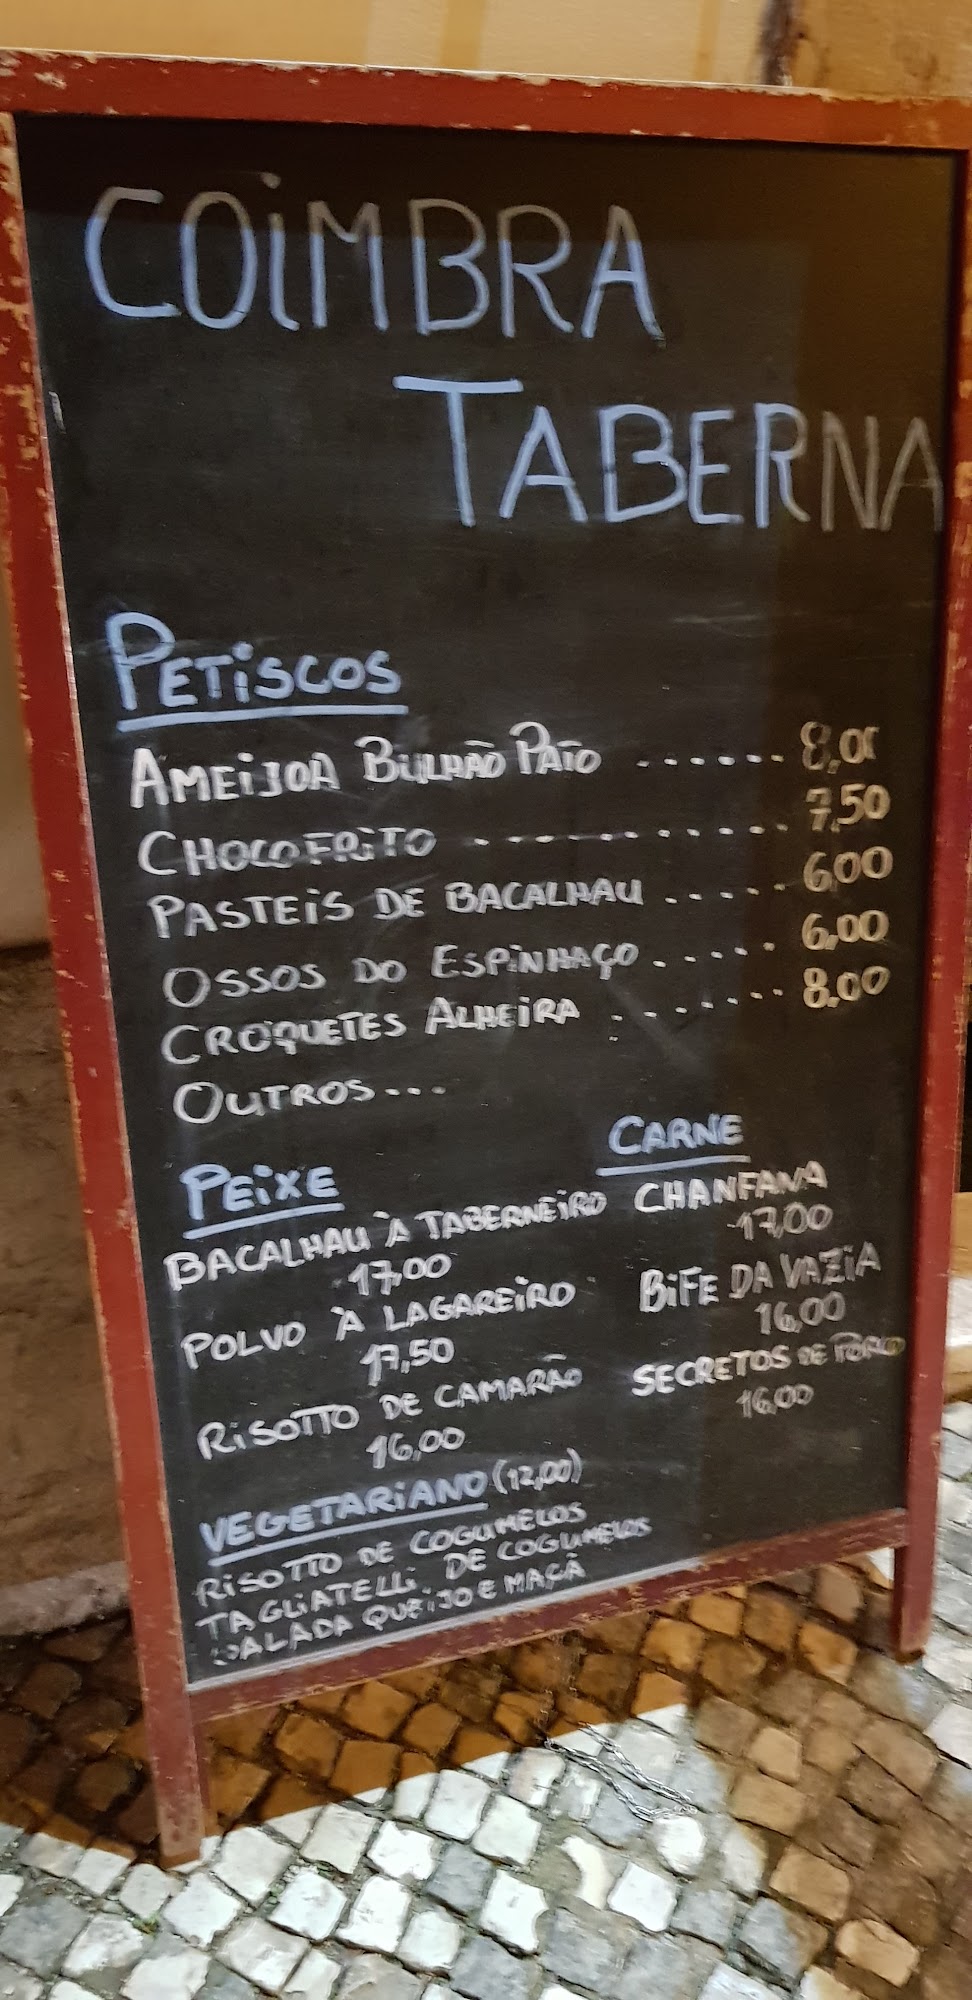 COIMBRA
TABERNA
PETISCOS
AMEIJOA BULHÃO PATO ...... 8,00
CHOCO FRITO ........... 7,50
PASTEIS DE BACALHAU ..... 6,00
OSSOS DO ESPINHAÇO ..... 6,00
CROQUETES ALHEIRA ...... 8.00
OUTROS...
PEIXE
BACALHAU À TABERNEIRO
17,00
POLVO À LAGAREIRO
17,50
RISOTTO DE CAMARÃO
16,00
CARNE
CHANFANA
17,00
BIFE DA VAZIA
16,00
SECRETOS DE PORCO
16,00
VEGETARIANO (12,00)
RISOTTO DE COGUMELOS
TAGLIATELLI DE COGUMELOS
SALADA QUEIJO E MAÇÃ